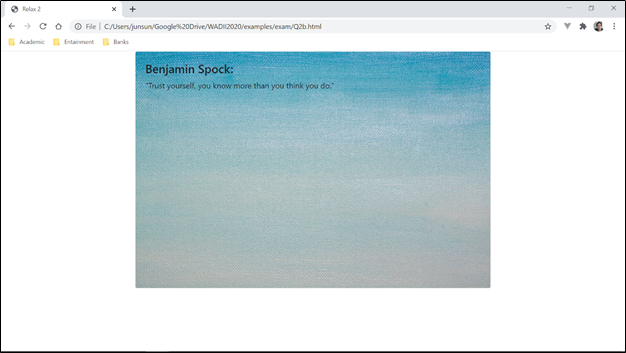 Relax 2
File C:/Users/junsun/Google%20Drive/WADII2020/examples/exam/Q2b.html
Academic Entainment Banks
Benjamin Spock:
"Trust yourself, you know more than you think you do."